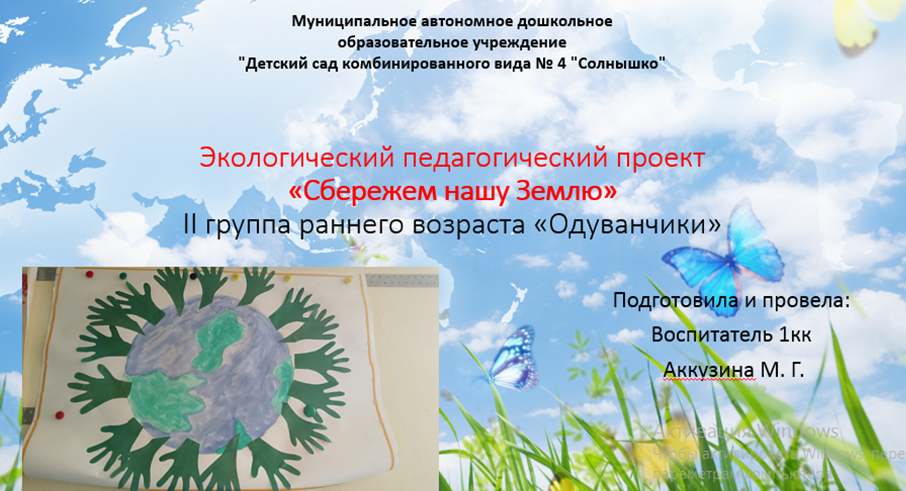 Муниципальное автономное дошкольное
образовательное учреждение
"Детский сад комбинированного вида № 4 "Солнышко"
Экологический педагогический проект
«Сбережем нашу Землю»
II группа раннего возраста «Одуванчики»
Подготовила и провела:
Воспитатель 1кк
Аккузина М. Г.
Активация Windows
Чтобы активировать Windows, пере
параметрам компьютера.